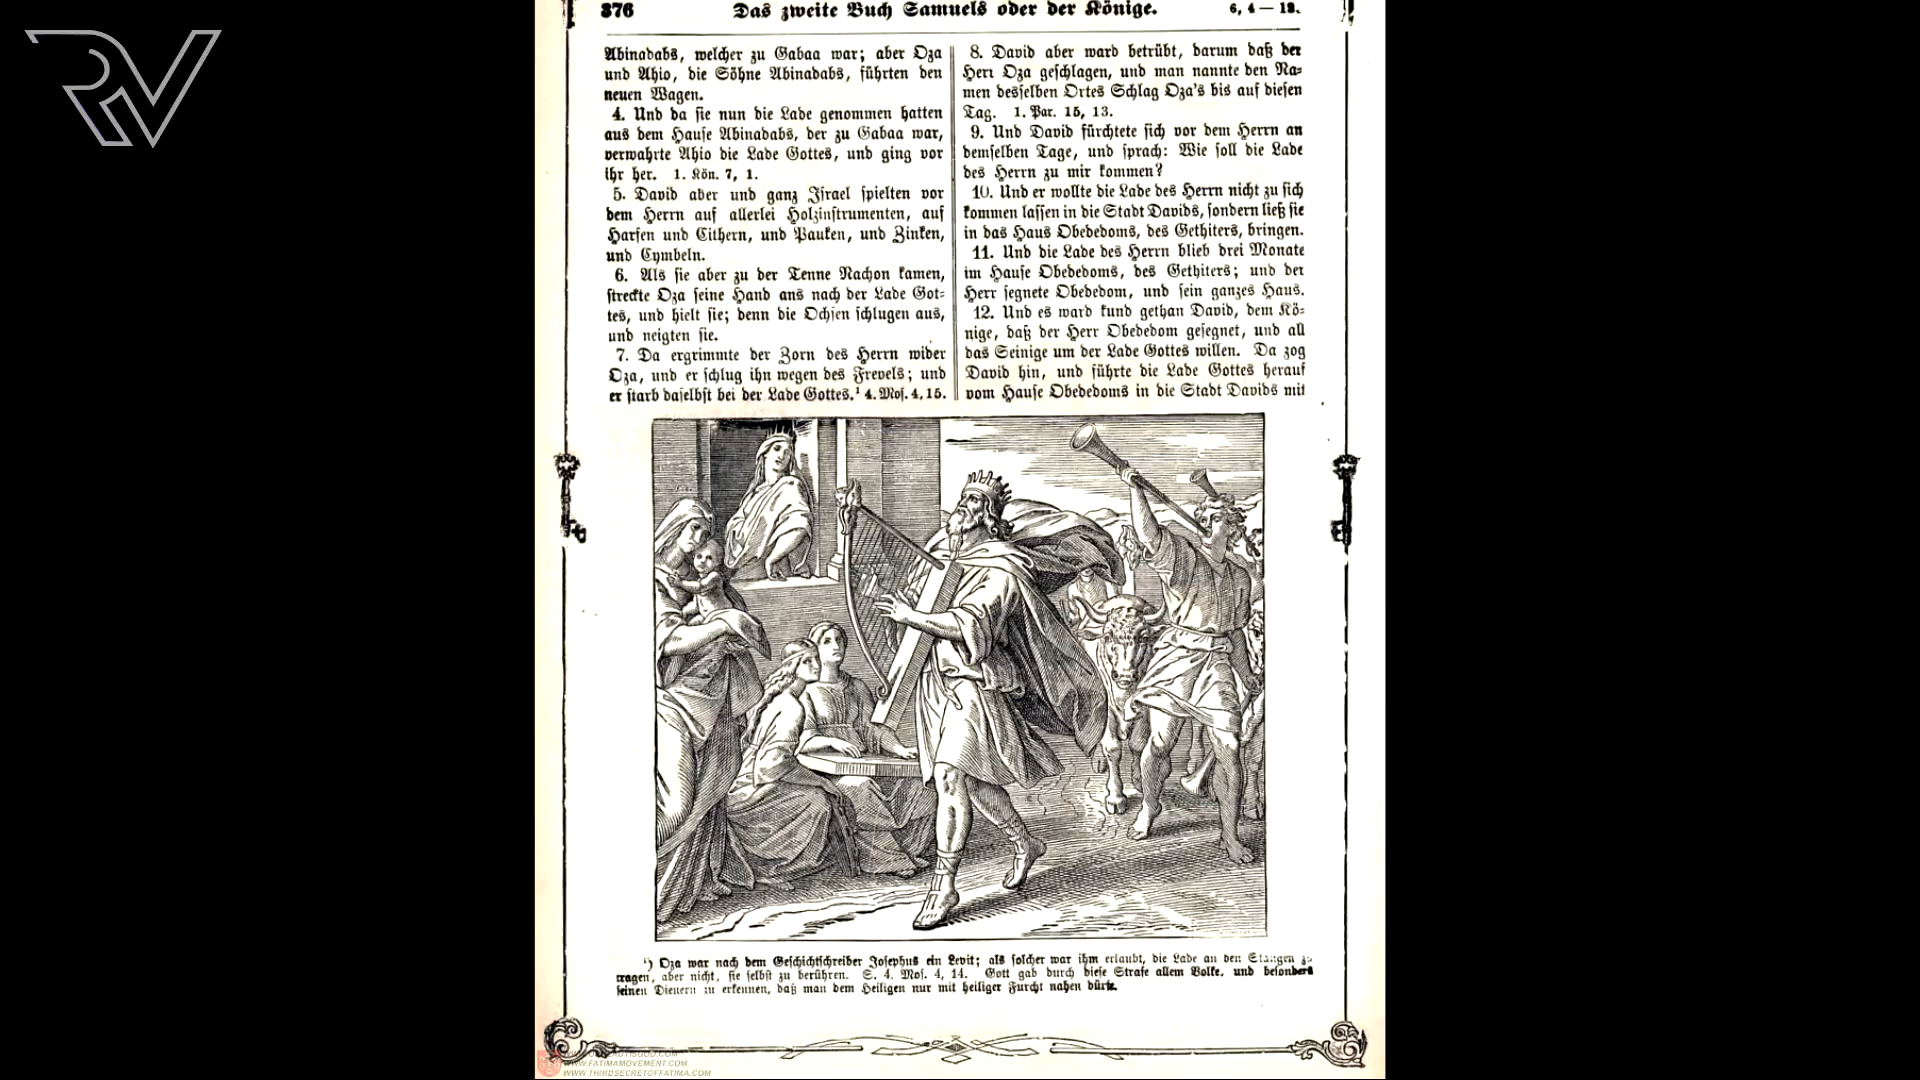 RV
376
Das zweite Buch Samuels oder der Könige.
6, 4 — 12.
Abinadabs, welcher zu Gabaa war; aber Oza
und Ahio, die Söhne Abinadabs, führten den
neuen Wagen.
4. Und da sie nun die Lade genommen hatten
aus dem Hause Abinadabs, der zu Gabaa war,
verwahrte Ahio die Lade Gottes, und ging vor
ihr her. 1. Kön. 7, 1.
5. David aber und ganz Israel spielten vor
dem Herrn auf allerlei Holzinstrumenten, auf
Harfen und Cithern, und Pauken, und Zinken,
und Cymbeln.
6. Als sie aber zu der Tenne Nachon kamen,
streckte Oza seine Hand ans nach der Lade Got-
tes, und hielt sie; denn die Ochsen schlugen aus,
und neigten sie.
7. Da ergrimmte der Zorn des Herrn wider
Oza, und er schlug ihn wegen des Frevels; und
er starb daselbst bei der Lade Gottes.¹ 4. Mos. 4, 15.
8. David aber ward betrübt, darum daß der
Herr Oza geschlagen, und man nannte den Na-
men desselben Ortes Schlag Oza's bis auf diesen
Tag. 1. Par. 15, 13.
9. Und David fürchtete sich vor dem Herrn an
demselben Tage, und sprach: Wie soll die Lade
des Herrn zu mir kommen?
10. Und er wollte die Lade des Herrn nicht zu sich
kommen lassen in die Stadt Davids, sondern ließ sie
in das Haus Obededoms, des Gethiters, bringen.
11. Und die Lade des Herrn blieb drei Monate
im Hause Obededoms, des Gethiters; und der
Herr segnete Obededom, und sein ganzes Haus.
12. Und es ward kund gethan David, dem Kö-
nige, daß der Herr Obededom gesegnet, und all
das Seinige um der Lade Gottes willen. Da zog
David hin, und führte die Lade Gottes herauf
vom Hause Obededoms in die Stadt Davids mit
¹) Oza war nach dem Geschichtschreiber Josephus ein Levit; als solcher war ihm erlaubt, die Lade an den Stangen zu
tragen, aber nicht, sie selbst zu berühren. S. 4. Mos. 4, 14. Gott gab durch diese Strafe allem Volke, und besonders
seinen Dienern zu erkennen, daß man dem Heiligen nur mit heiliger Furcht nahen dürfe.
WWW.FATIMAMOVEMENT.COM
WWW.THIRDSECRETOFFATIMA.COM